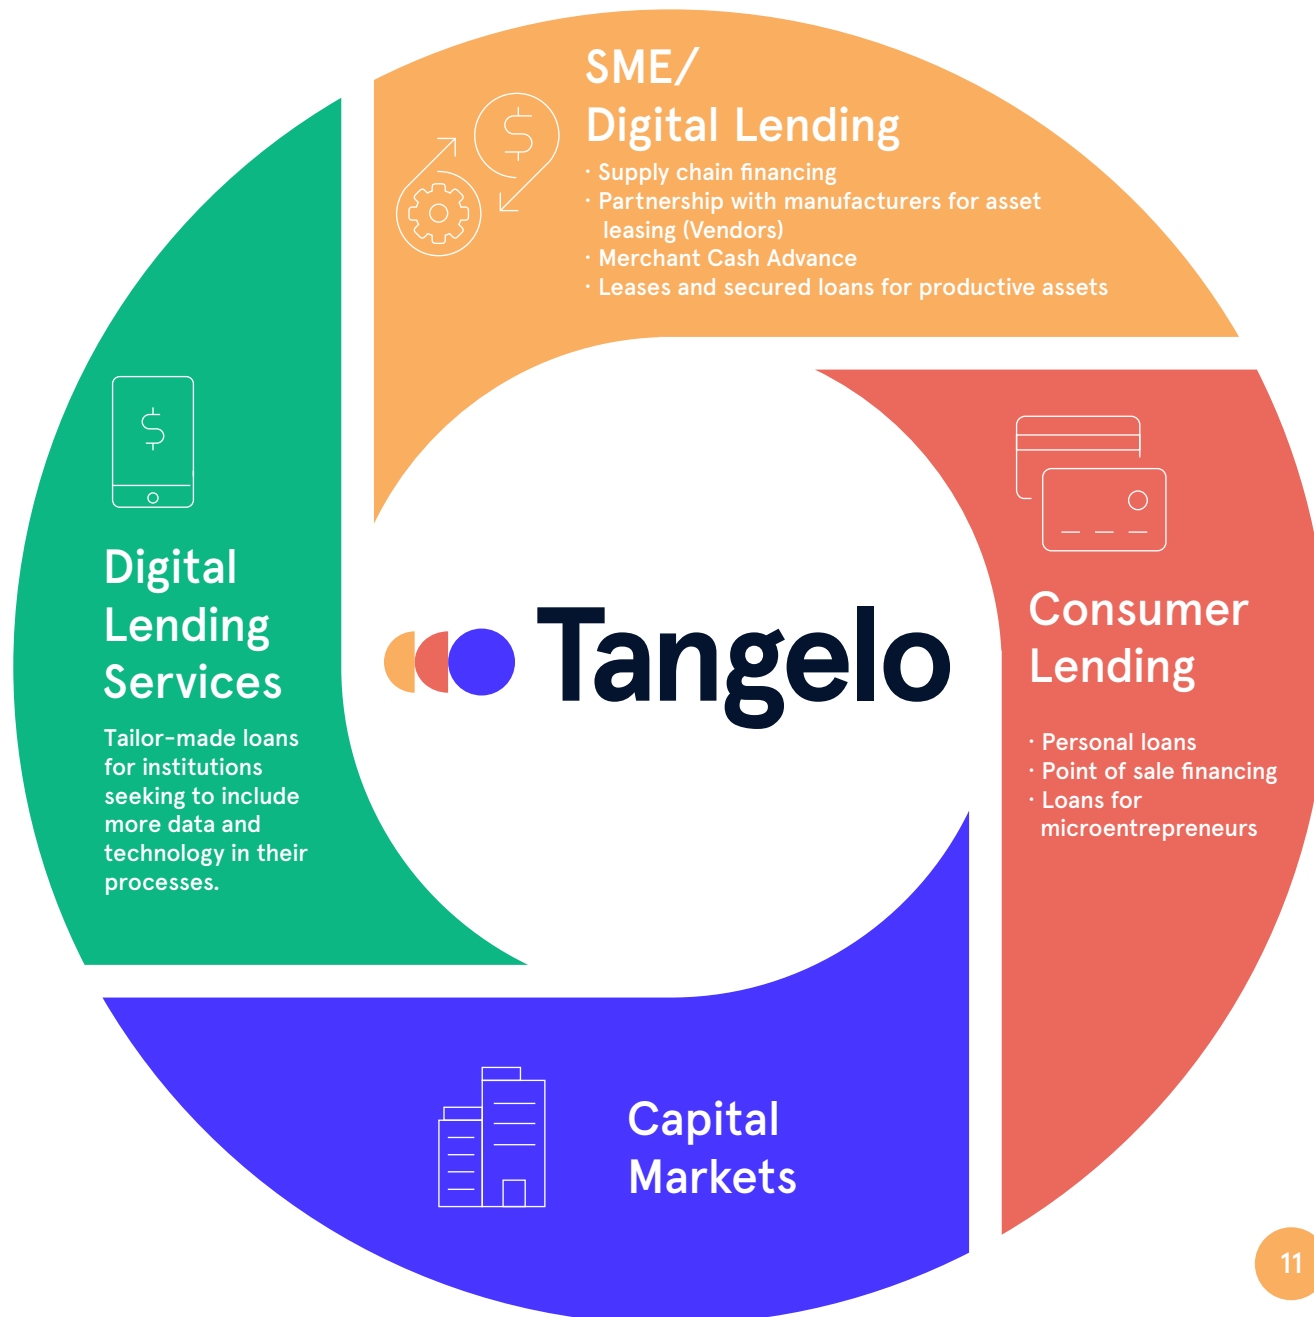 SME/
Digital Lending
· Supply chain financing
· Partnership with manufacturers for asset
leasing (Vendors)
· Merchant Cash Advance
· Leases and secured loans for productive assets
Digital
Lending
Services
Tailor-made loans
for institutions
seeking to include
more data and
technology in their
processes.
Tangelo
Consumer
Lending
· Personal loans
· Point of sale financing
· Loans for
microentrepreneurs
Capital
Markets
11